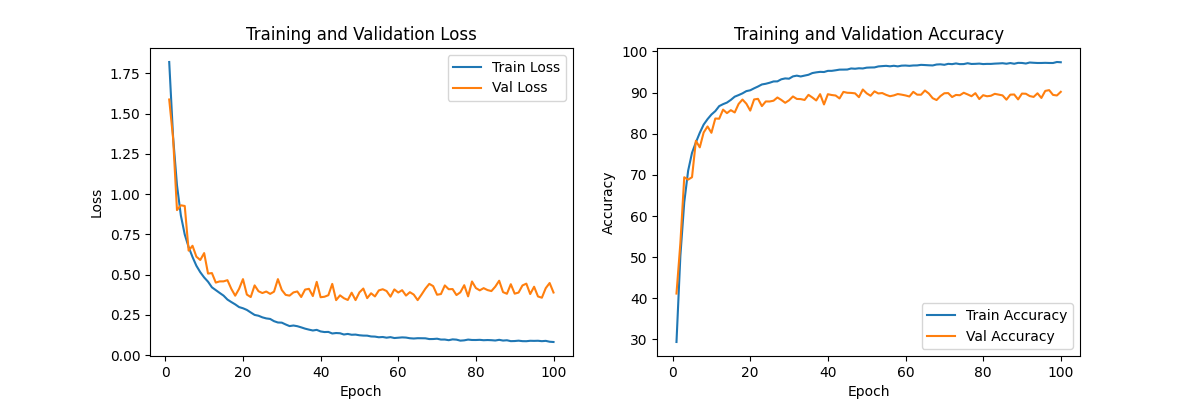 Training and Validation Loss
Train Loss
Val Loss
1.75
1.50
1.25
1.00
0.75
0.50
0.25
0.00
Loss
0 20 40 60 80 100
Epoch
Training and Validation Accuracy
100
90
80
70
60
50
40
30
Accuracy
Train Accuracy
Val Accuracy
0 20 40 60 80 100
Epoch